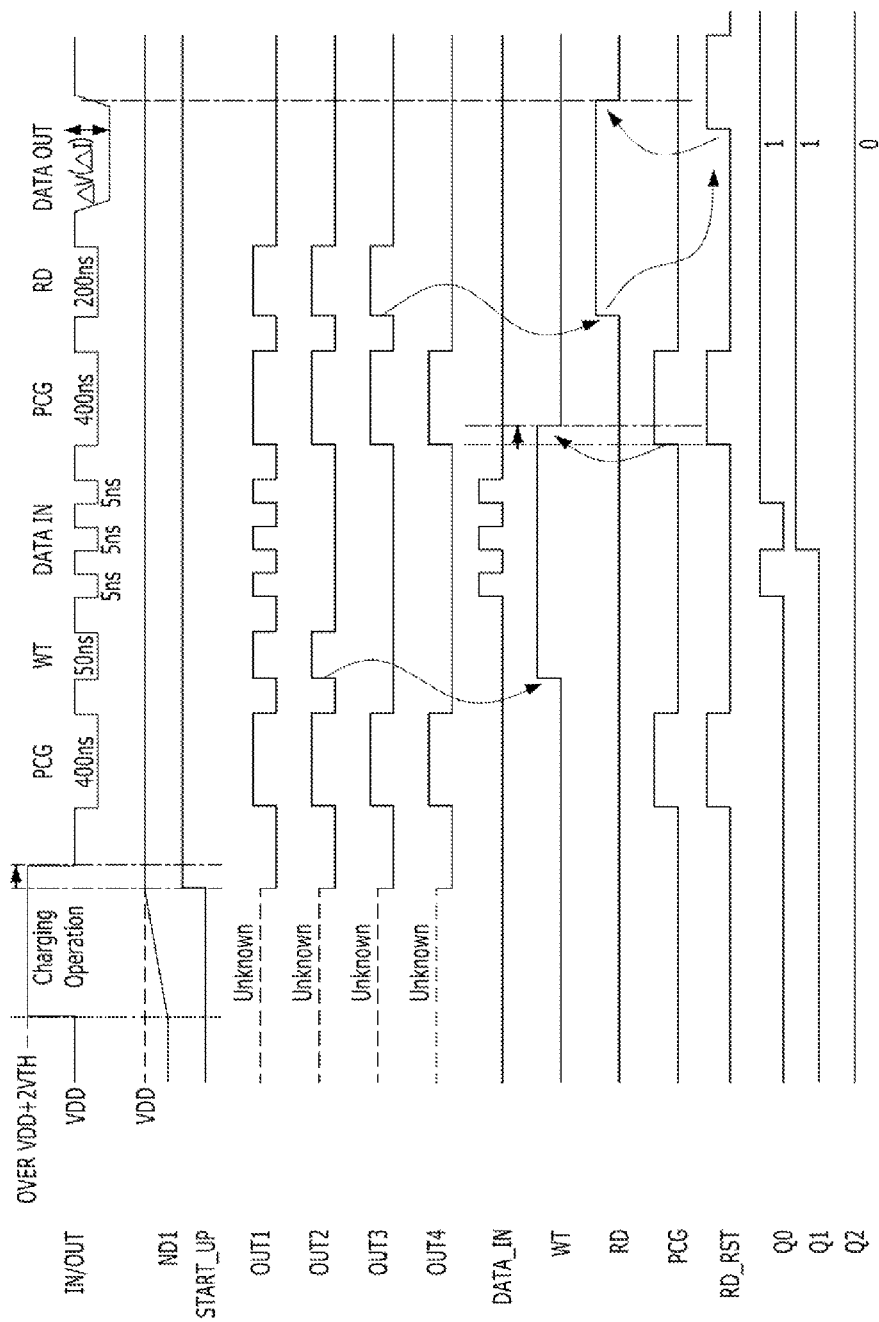 OVER VDD+2VTH
IN/OUT
VDD
Charging
Operation
PCG
400ns
WT
50ns
DATA IN
5ns
5ns
5ns
PCG
400ns
RD
200ns
DATA OUT
△V(△I)
ND1
VDD
START_UP
OUT1
Unknown
OUT2
Unknown
OUT3
Unknown
OUT4
Unknown
DATA_IN
WT
RD
PCG
RD_RST
Q0
1
Q1
1
Q2
0